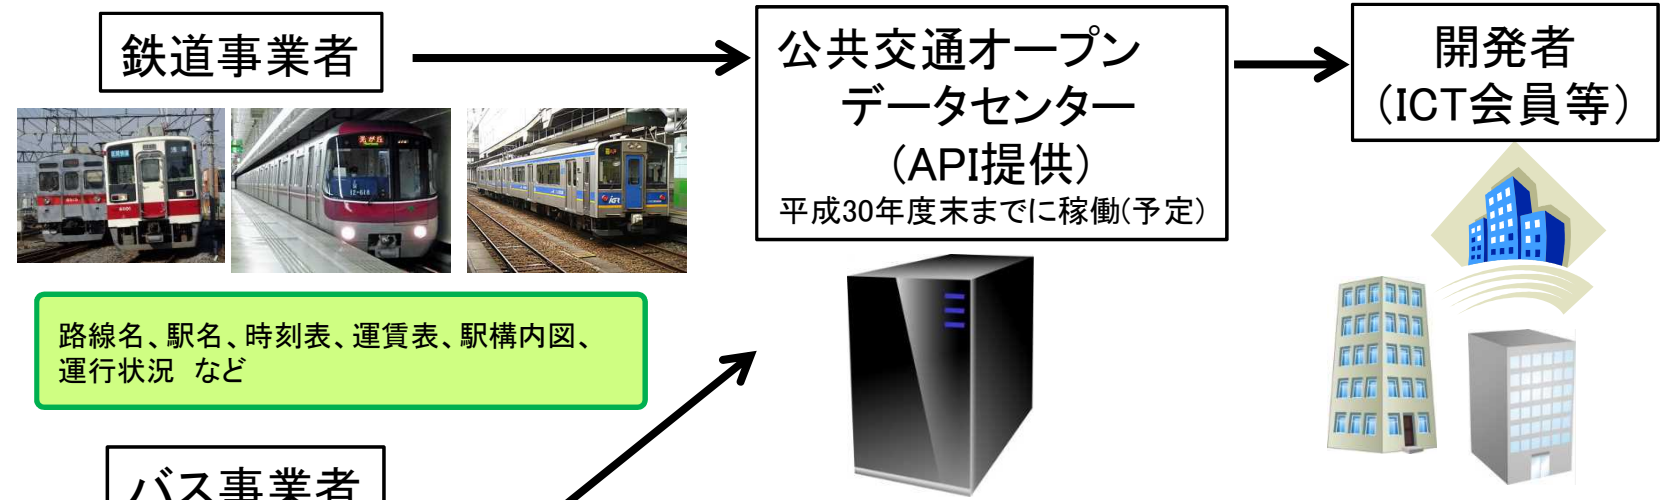 鉄道事業者
公共交通オープン
データセンター
（API提供）
平成30年度末までに稼働(予定)
開発者
（ICT会員等）
路線名、駅名、時刻表、運賃表、駅構内図、
運行状況　など
バス事業者